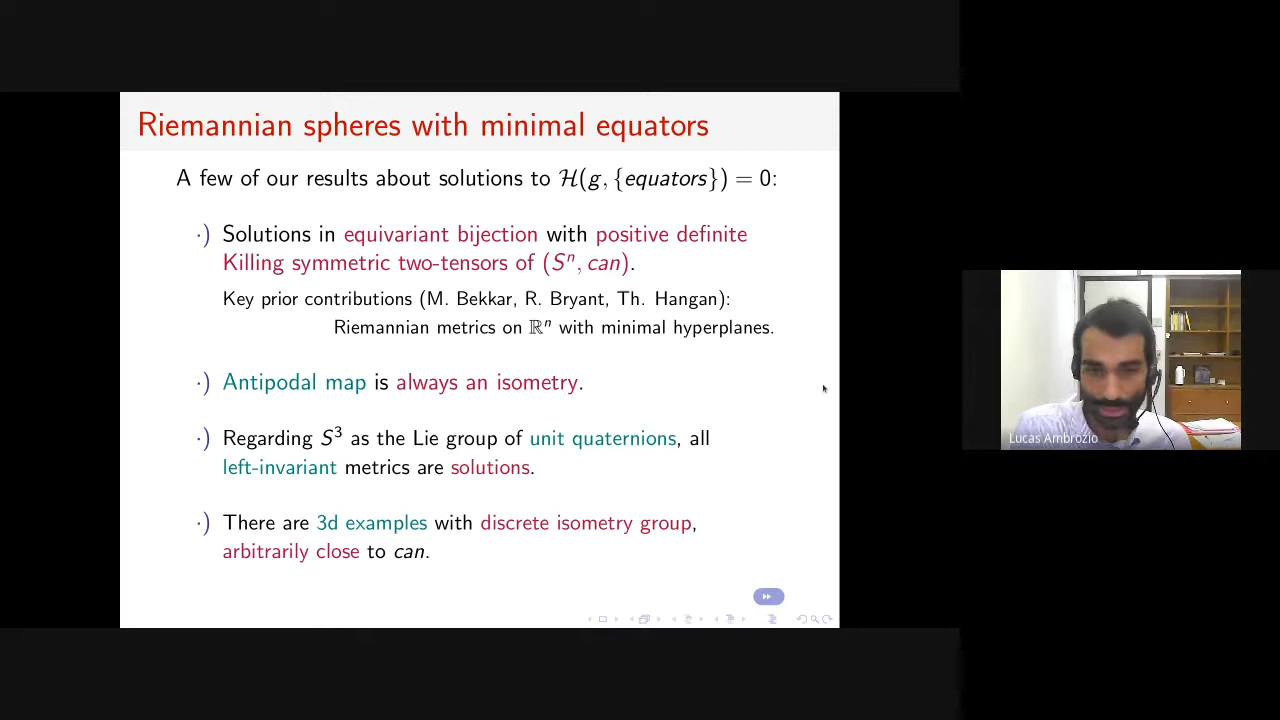 Riemannian spheres with minimal equators
A few of our results about solutions to 𝓗(g, {equators}) = 0:
·) Solutions in equivariant bijection with positive definite
Killing symmetric two-tensors of (Sⁿ, can).
Key prior contributions (M. Bekkar, R. Bryant, Th. Hangan):
Riemannian metrics on ℝⁿ with minimal hyperplanes.
·) Antipodal map is always an isometry.
·) Regarding S³ as the Lie group of unit quaternions, all
left-invariant metrics are solutions.
·) There are 3d examples with discrete isometry group,
arbitrarily close to can.
Lucas Ambrozio